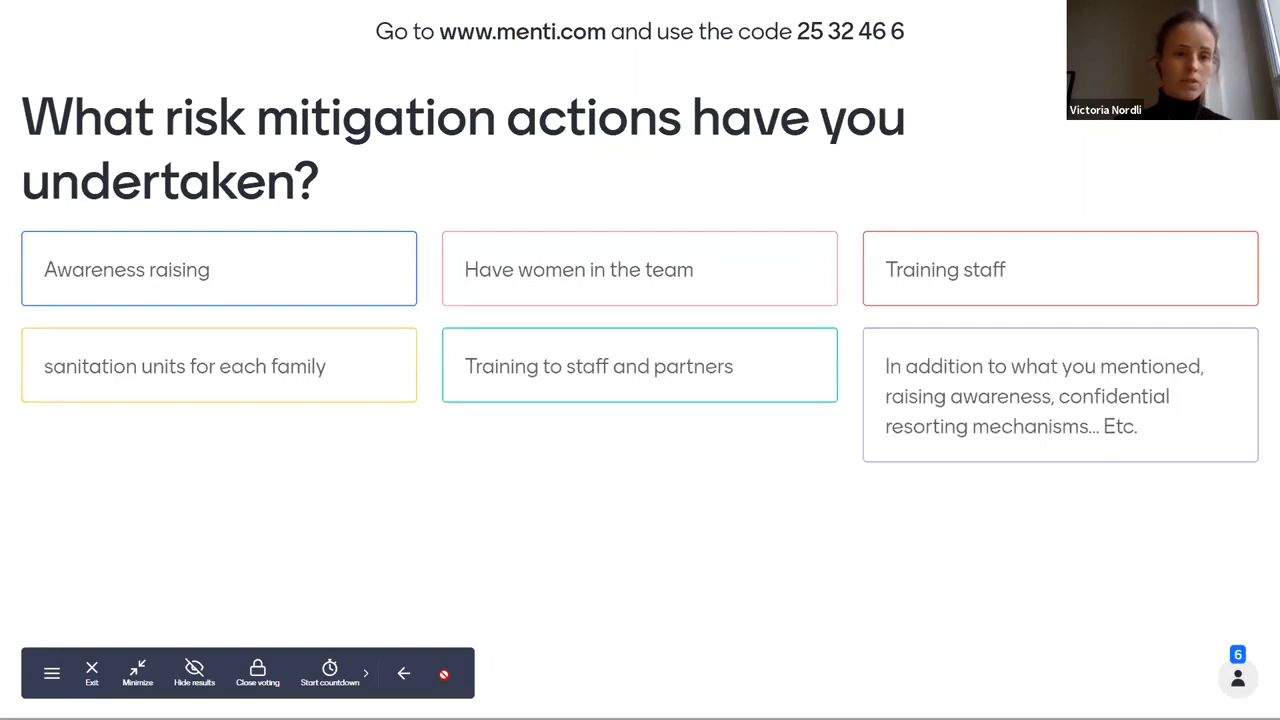 Go to www.menti.com and use the code 25 32 46 6
Victoria Nordli
What risk mitigation actions have you
undertaken?
Awareness raising
Have women in the team
Training staff
sanitation units for each family
Training to staff and partners
In addition to what you mentioned,
raising awareness, confidential
resorting mechanisms... Etc.
Exit
Minimize
Hide results
Close voting
Start countdown
6